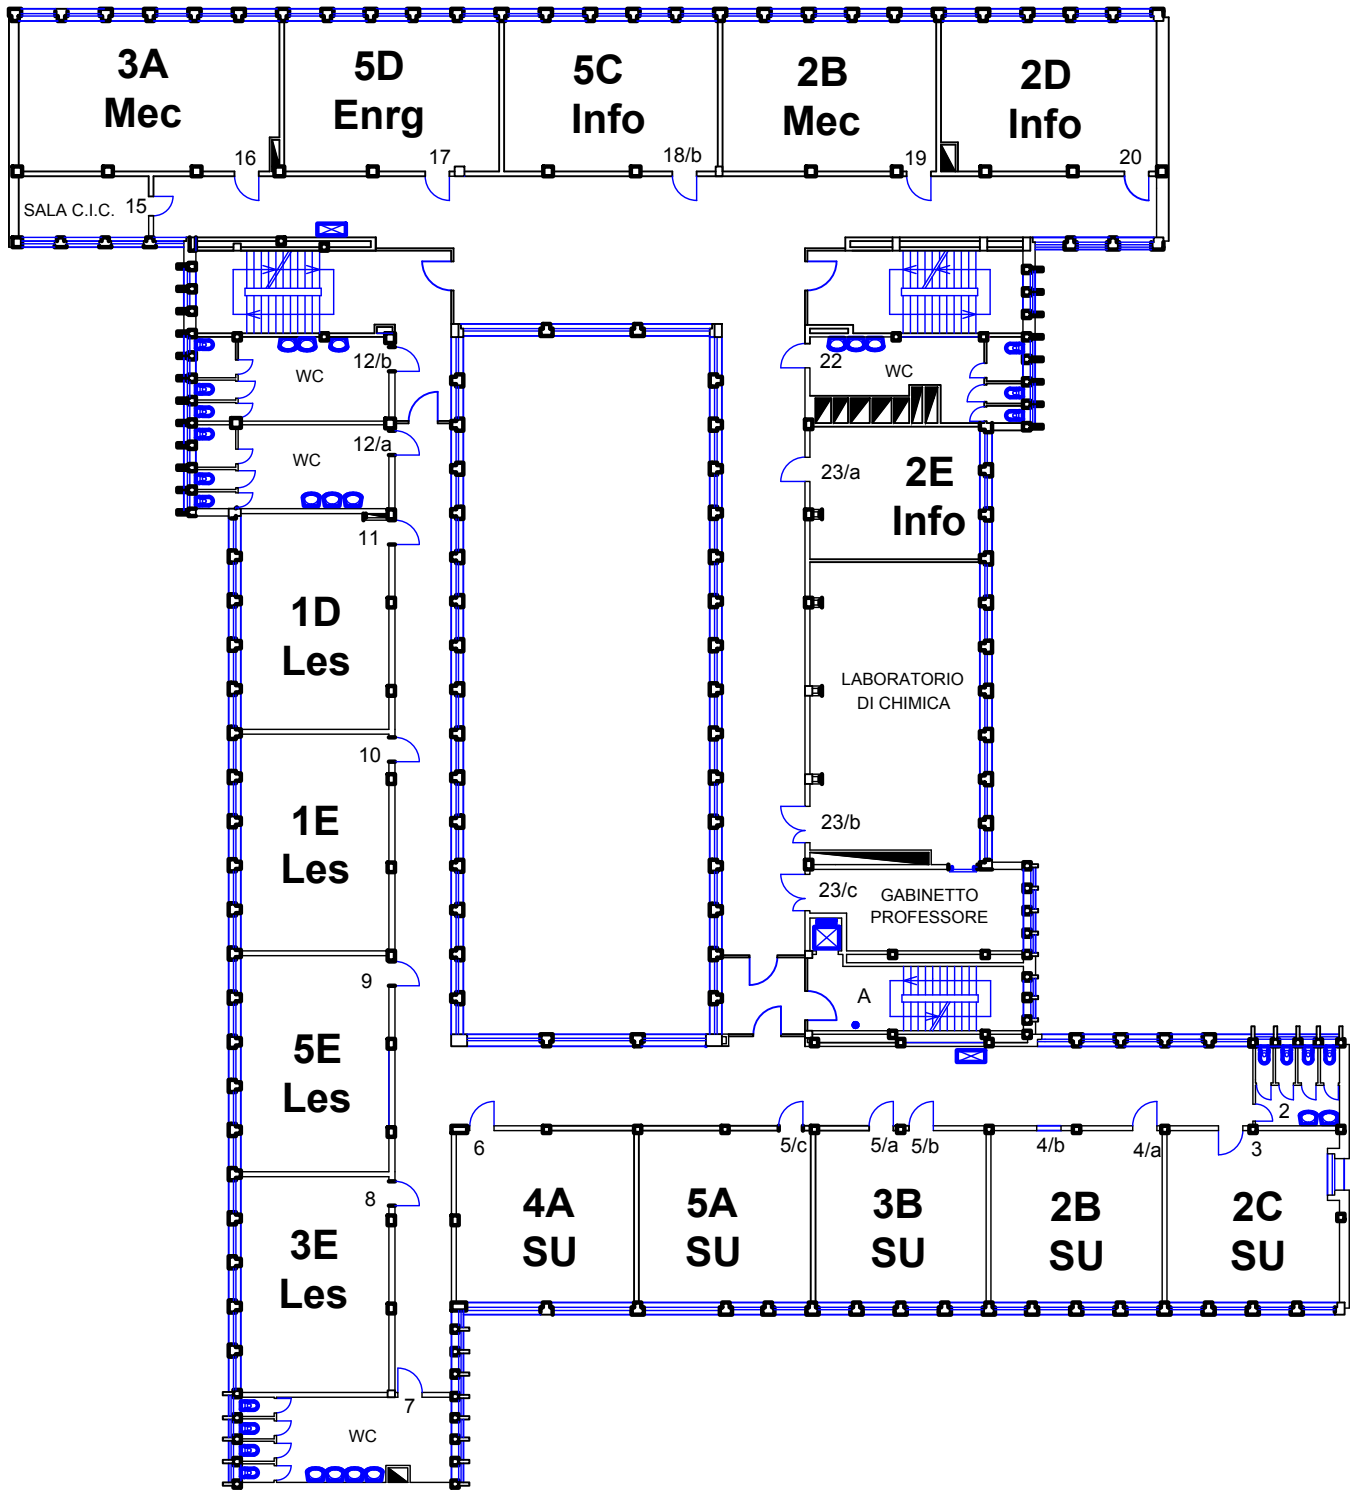 3A
Mec
5D
Enrg
5C
Info
2B
Mec
2D
Info
16
17
18/b
19
20
SALA C.I.C.
15
12/b
WC
22
WC
12/a
WC
23/a
2E
Info
11
1D
Les
LABORATORIO
DI CHIMICA
10
1E
Les
23/b
23/c
GABINETTO
PROFESSORE
9
A
5E
Les
2
6
5/c
5/a
5/b
4/b
4/a
3
8
3E
Les
4A
SU
5A
SU
3B
SU
2B
SU
2C
SU
7
WC